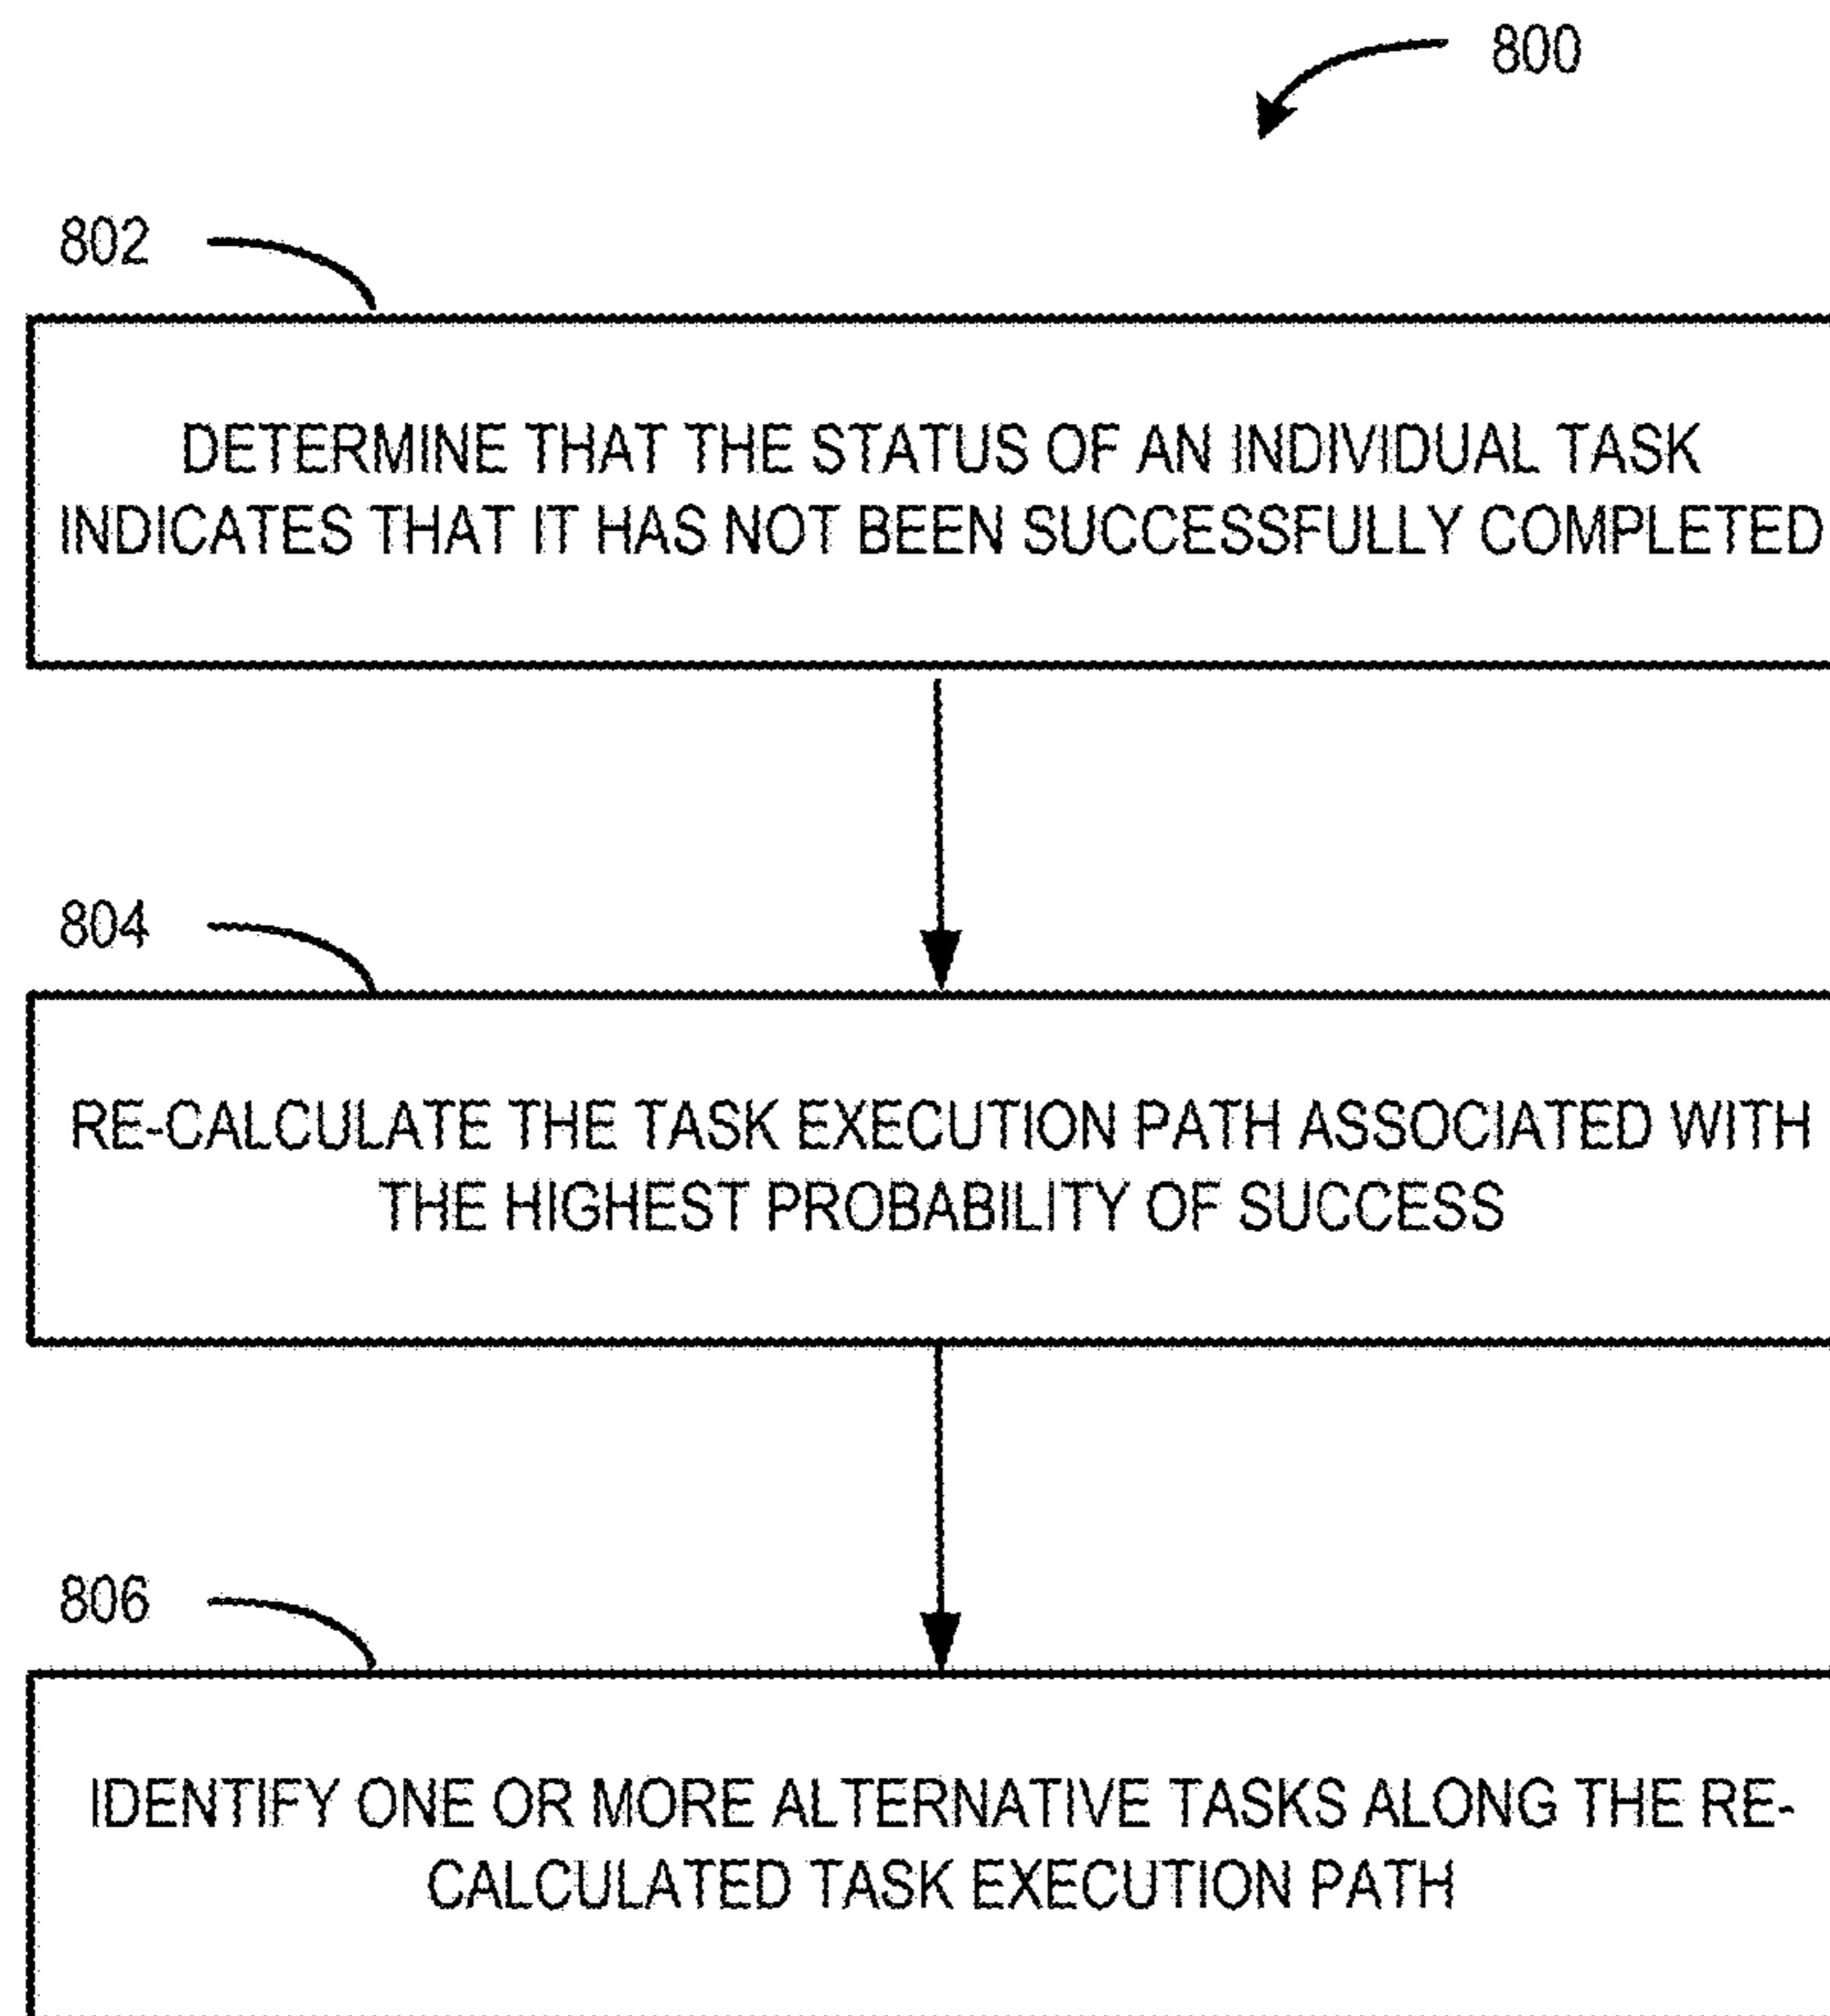 800
802
DETERMINE THAT THE STATUS OF AN INDIVIDUAL TASK
INDICATES THAT IT HAS NOT BEEN SUCCESSFULLY COMPLETED
804
RE-CALCULATE THE TASK EXECUTION PATH ASSOCIATED WITH
THE HIGHEST PROBABILITY OF SUCCESS
806
IDENTIFY ONE OR MORE ALTERNATIVE TASKS ALONG THE RE-
CALCULATED TASK EXECUTION PATH